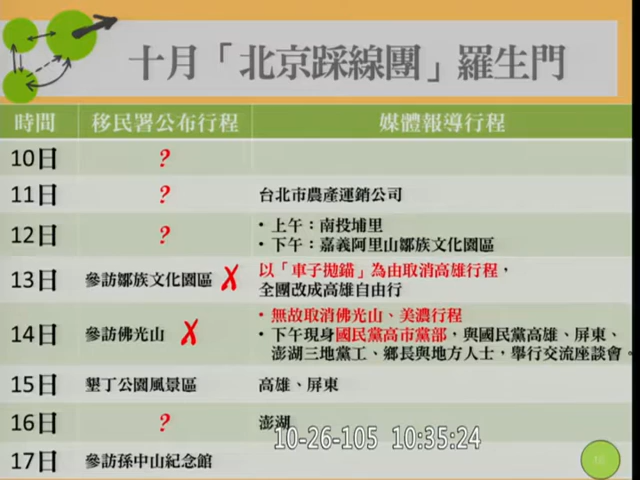 十月「北京踩線團」羅生門
時間 移民署公布行程 媒體報導行程
10日 ?
11日 ? 台北市農產運銷公司
12日 ? • 上午：南投埔里
• 下午：嘉義阿里山鄒族文化園區
13日 參訪鄒族文化園區 X 以「車子拋錨」為由取消高雄行程，
全團改成高雄自由行
14日 參訪佛光山 X • 無故取消佛光山、美濃行程
• 下午現身國民黨高市黨部，與國民黨高雄、屏東、
澎湖三地黨工、鄉長與地方人士，舉行交流座談會。
15日 墾丁公園風景區 高雄、屏東
16日 ? 澎湖
10-26-105 10:35:24
17日 參訪孫中山紀念館